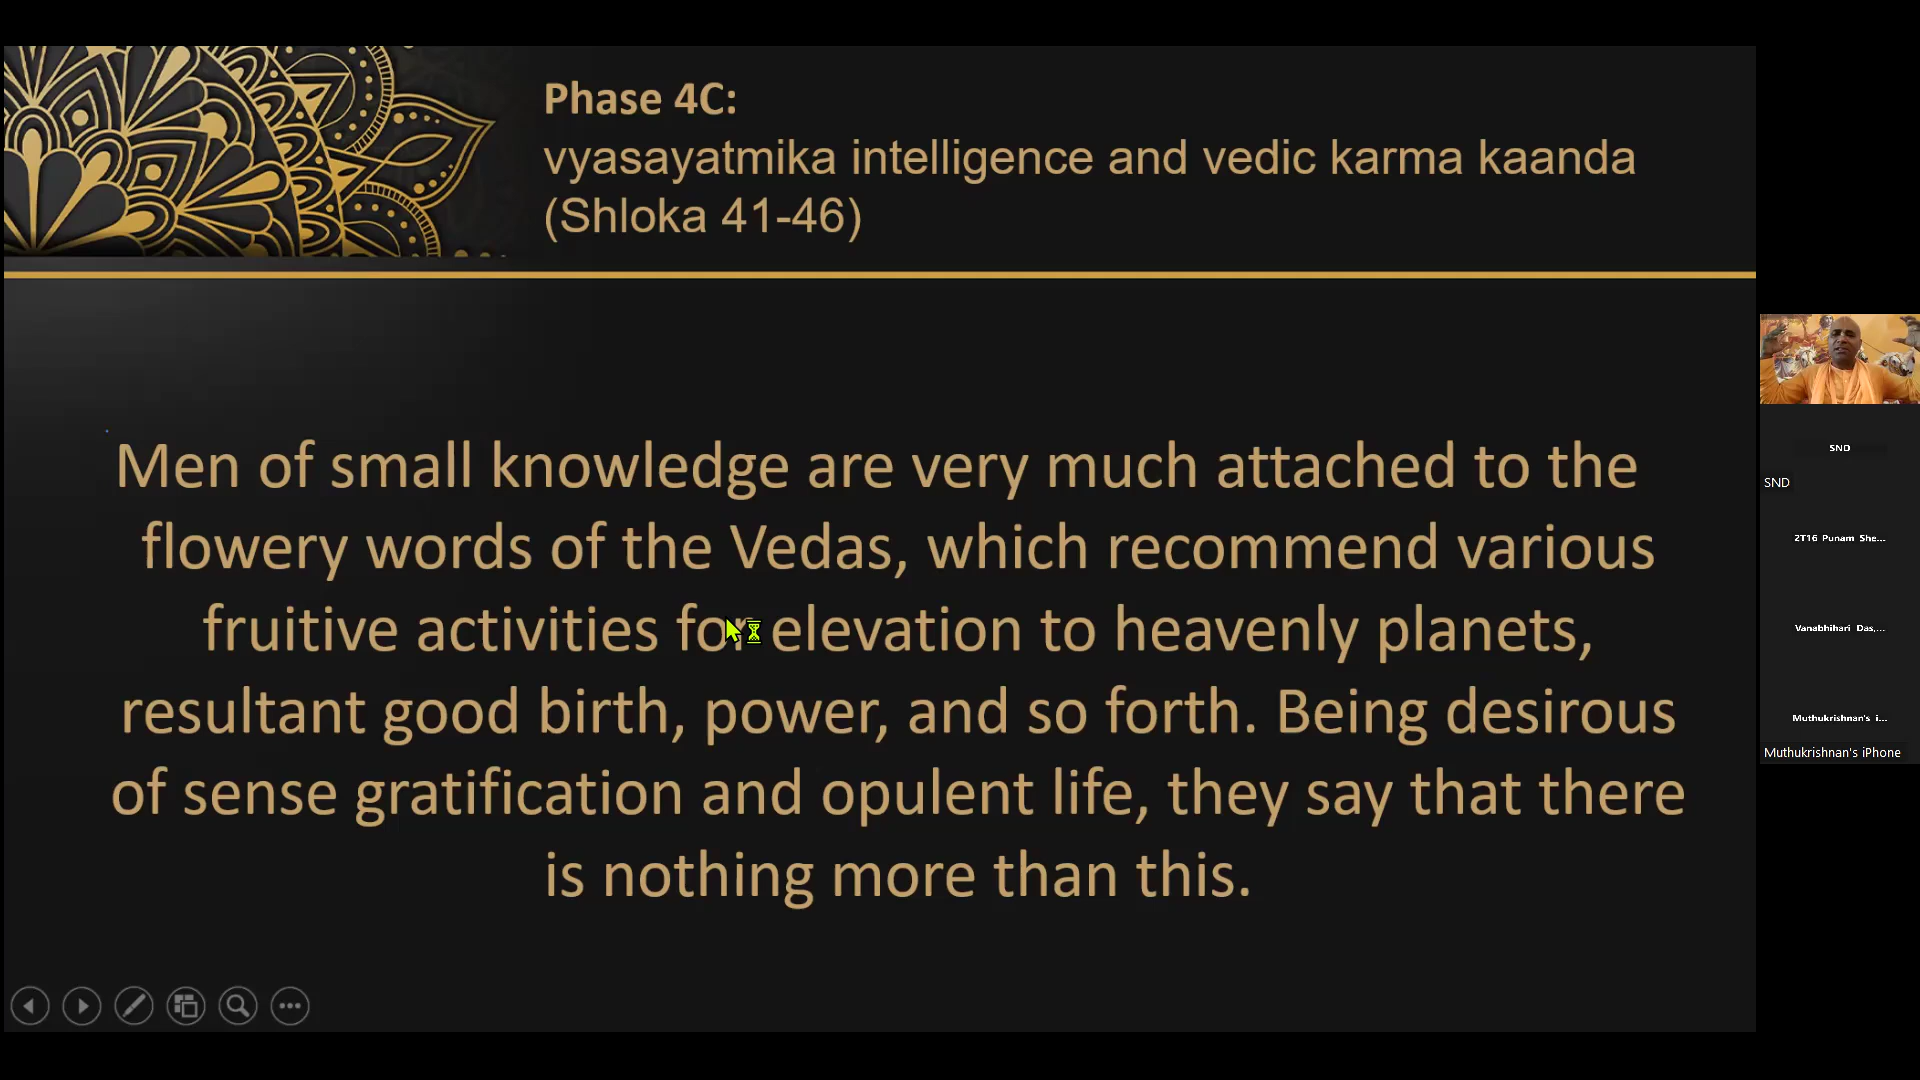 Phase 4C:
vyasayatmika intelligence and vedic karma kaanda
(Shloka 41-46)
Men of small knowledge are very much attached to the
flowery words of the Vedas, which recommend various
fruitive activities for elevation to heavenly planets,
resultant good birth, power, and so forth. Being desirous
of sense gratification and opulent life, they say that there
is nothing more than this.
SND
SND
2T16 Punam She...
Vanabhihari Das,...
Muthukrishnan's i...
Muthukrishnan's iPhone